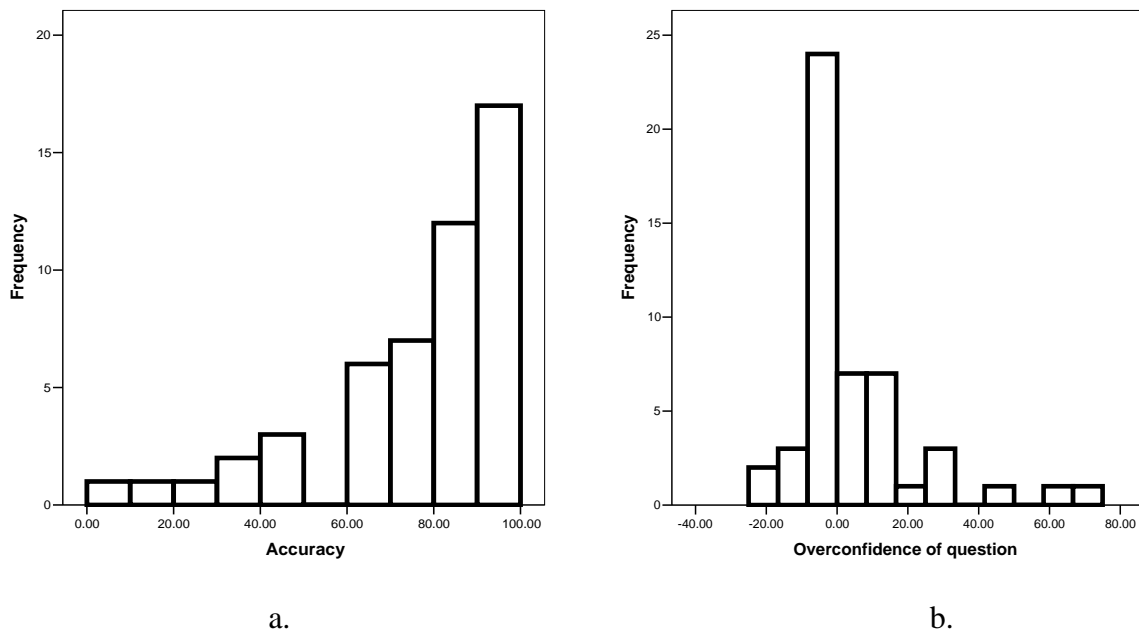 20
15
10
5
0
Frequency
0.00 20.00 40.00 60.00 80.00 100.00
Accuracy
a.
25
20
15
10
5
0
Frequency
-40.00 -20.00 0.00 20.00 40.00 60.00 80.00
Overconfidence of question
b.